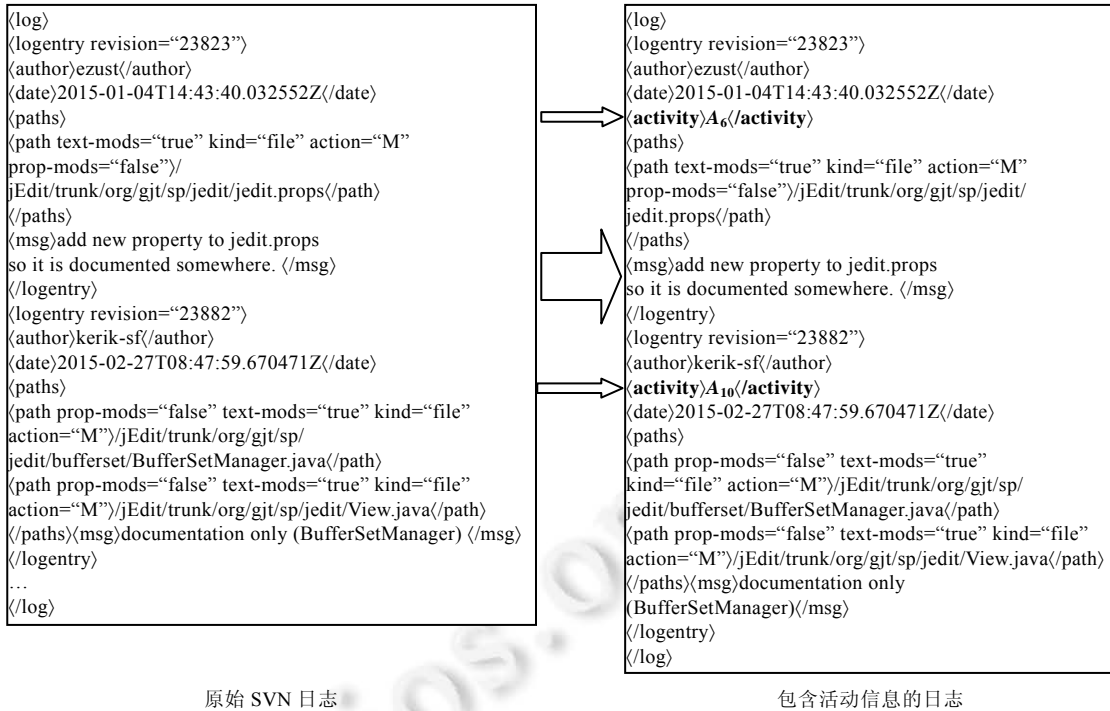 〈log〉
〈logentry revision=“23823”〉
〈author〉ezust〈/author〉
〈date〉2015-01-04T14:43:40.032552Z〈/date〉
〈paths〉
〈path text-mods=“true” kind=“file” action=“M”
prop-mods=“false”〉/
jEdit/trunk/org/gjt/sp/jedit/jedit.props〈/path〉
〈/paths〉
〈msg〉add new property to jedit.props
so it is documented somewhere. 〈/msg〉
〈/logentry〉
〈logentry revision=“23882”〉
〈author〉kerik-sf〈/author〉
〈date〉2015-02-27T08:47:59.670471Z〈/date〉
〈paths〉
〈path prop-mods=“false” text-mods=“true” kind=“file”
action=“M”〉/jEdit/trunk/org/gjt/sp/
jedit/bufferset/BufferSetManager.java〈/path〉
〈path prop-mods=“false” text-mods=“true” kind=“file”
action=“M”〉/jEdit/trunk/org/gjt/sp/jedit/View.java〈/path〉
〈/paths〉〈msg〉documentation only (BufferSetManager) 〈/msg〉
〈/logentry〉
…
〈/log〉
原始 SVN 日志
〈log〉
〈logentry revision=“23823”〉
〈author〉ezust〈/author〉
〈date〉2015-01-04T14:43:40.032552Z〈/date〉
〈activity〉A6〈/activity〉
〈paths〉
〈path text-mods=“true” kind=“file” action=“M”
prop-mods=“false”〉/jEdit/trunk/org/gjt/sp/jedit/
jedit.props〈/path〉
〈/paths〉
〈msg〉add new property to jedit.props
so it is documented somewhere. 〈/msg〉
〈/logentry〉
〈logentry revision=“23882”〉
〈author〉kerik-sf〈/author〉
〈activity〉A10〈/activity〉
〈date〉2015-02-27T08:47:59.670471Z〈/date〉
〈paths〉
〈path prop-mods=“false” text-mods=“true”
kind=“file” action=“M”〉/jEdit/trunk/org/gjt/sp/
jedit/bufferset/BufferSetManager.java〈/path〉
〈path prop-mods=“false” text-mods=“true” kind=“file”
action=“M”〉/jEdit/trunk/org/gjt/sp/jedit/View.java〈/path〉
〈/paths〉〈msg〉documentation only
(BufferSetManager)〈/msg〉
〈/logentry〉
〈/log〉
包含活动信息的日志